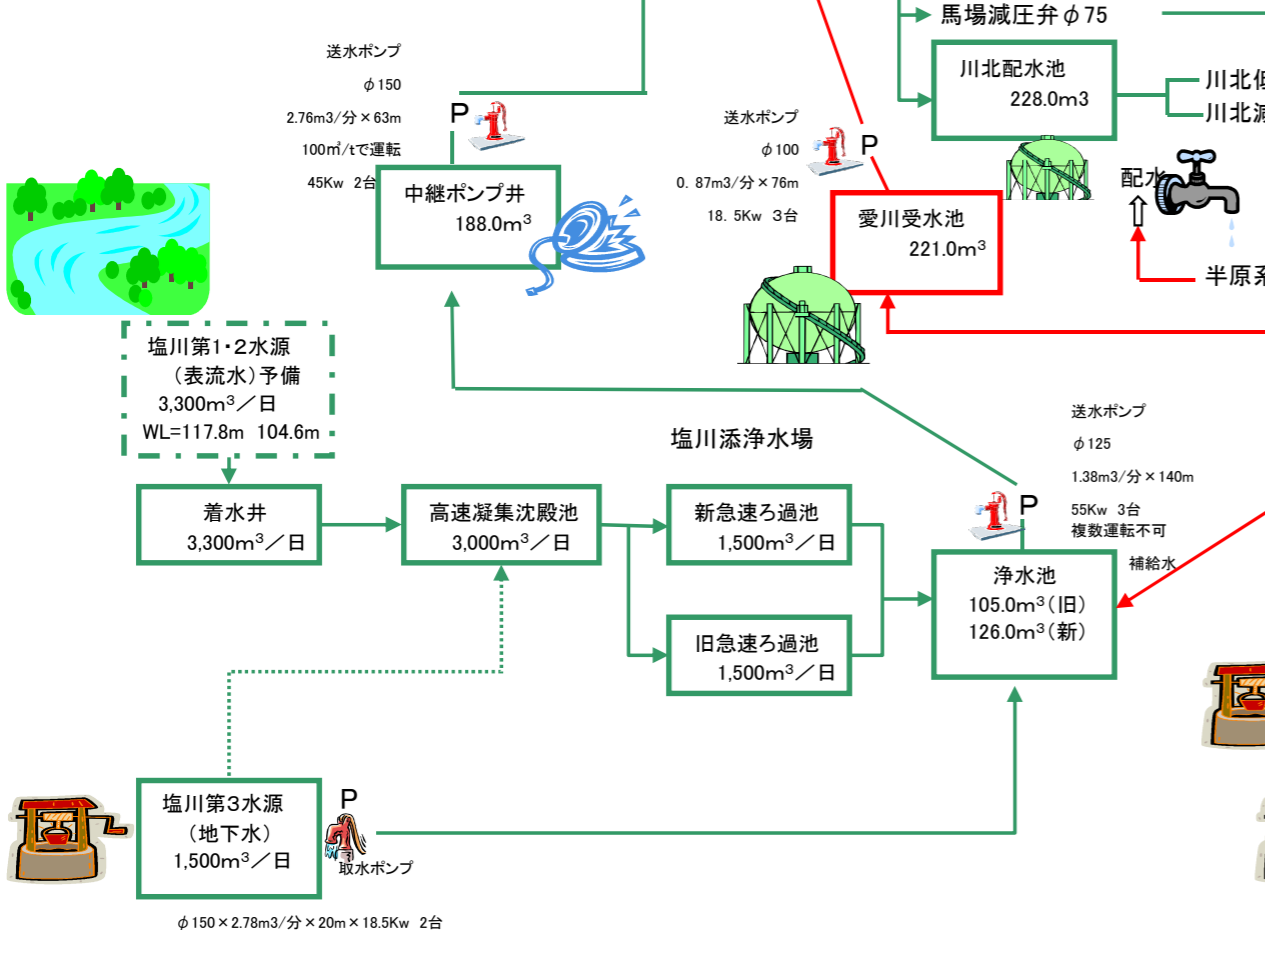 馬場減圧弁φ75
川北配水池
228.0m3
川北
川北
送水ポンプ
φ150
2.76m3/分×63m
100㎥/tで運転
45Kw 2台
P
中継ポンプ井
188.0m³
送水ポンプ
φ100
0．87m3/分×76m
18．5Kw 3台
P
愛川受水池
221.0m³
配水
半原系
塩川第1・2水源
（表流水）予備
3,300m³／日
WL=117.8m 104.6m
塩川添浄水場
着水井
3,300m³／日
高速凝集沈殿池
3,000m³／日
新急速ろ過池
1,500m³／日
旧急速ろ過池
1,500m³／日
送水ポンプ
φ125
1.38m3/分×140m
55Kw 3台
複数運転不可
P
補給水
浄水池
105.0m³（旧）
126.0m³（新）
塩川第3水源
（地下水）
1,500m³／日
P
取水ポンプ
φ150×2.78m3/分×20m×18.5Kw 2台